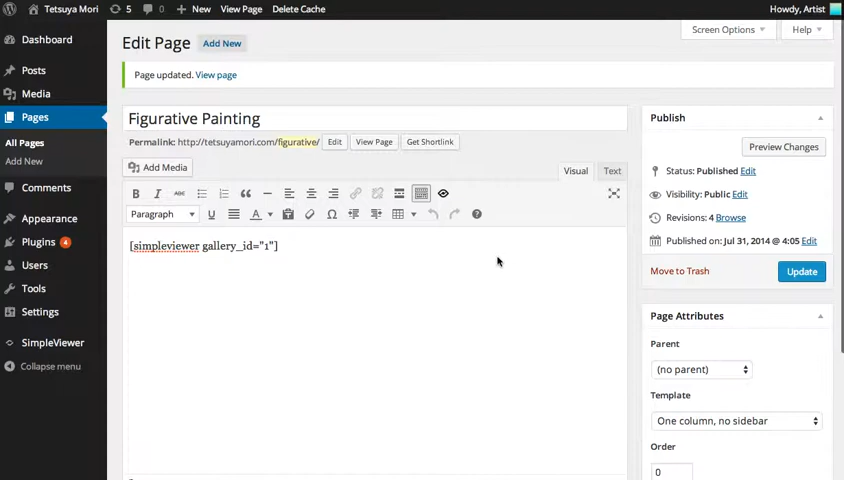 Tetsuya Mori 5 0 + New View Page Delete Cache Howdy, Artist
Screen Options Help
Dashboard
Posts
Media
Pages
All Pages
Add New
Comments
Appearance
Plugins 4
Users
Tools
Settings
SimpleViewer
Collapse menu
Edit Page Add New
Page updated. View page
Figurative Painting
Permalink: http://tetsuyamori.com/figurative/ Edit View Page Get Shortlink
Add Media
Visual Text
B I ABC
Paragraph U A Ω ?
[simpleviewer gallery_id="1"]
Publish
Preview Changes
Status: Published Edit
Visibility: Public Edit
Revisions: 4 Browse
Published on: Jul 31, 2014 @ 4:05 Edit
Move to Trash Update
Page Attributes
Parent
(no parent)
Template
One column, no sidebar
Order
0